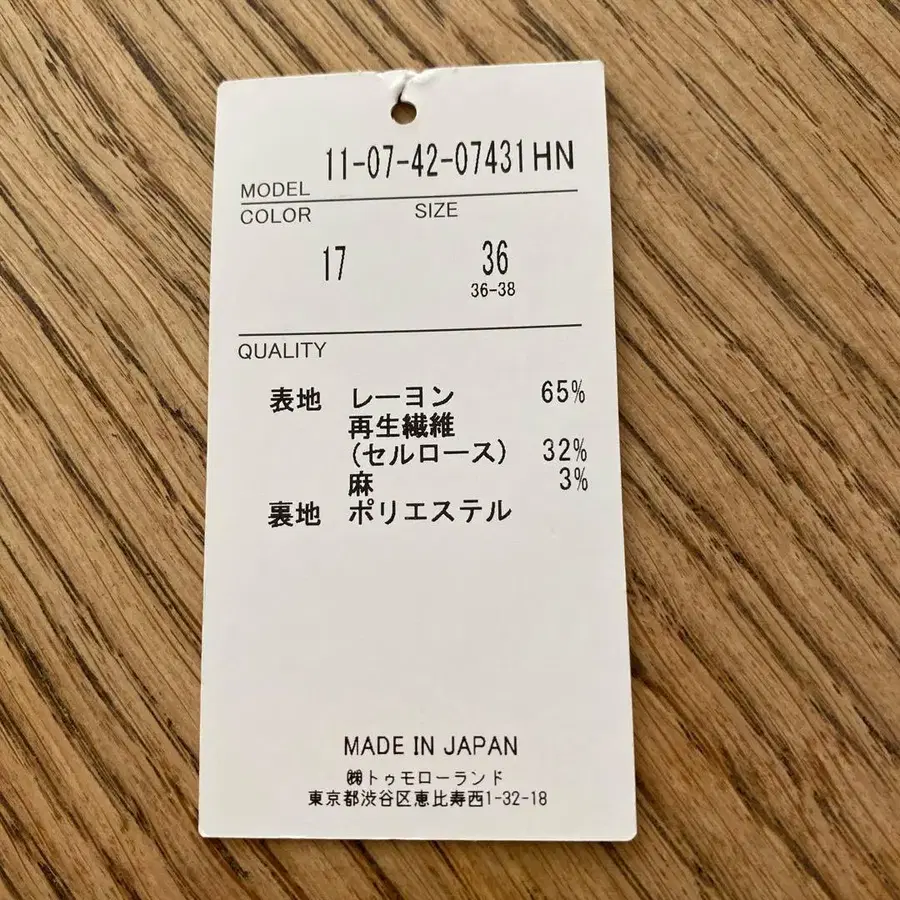 MODEL 11-07-42-07431HN
COLOR SIZE
17 36
36-38
QUALITY
表地 レーヨン 65%
再生繊維
(セルロース) 32%
麻 3%
裏地 ポリエステル
MADE IN JAPAN
㈱トゥモローランド
東京都渋谷区恵比寿西1-32-18